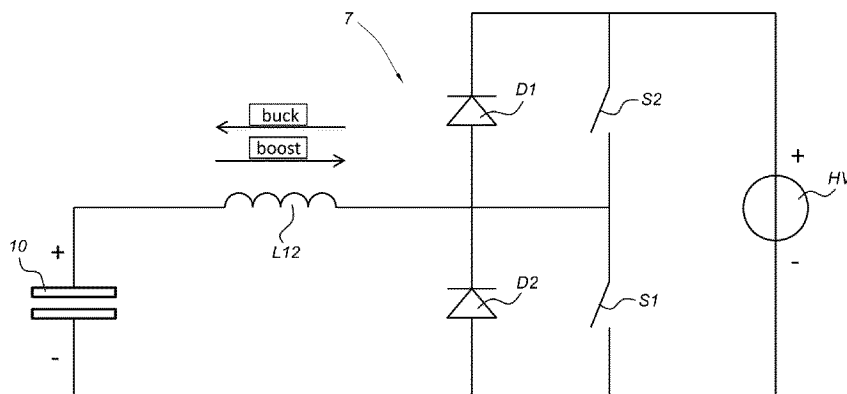 7
D1
S2
buck
boost
+
HV
L12
10
+
-
D2
S1
-